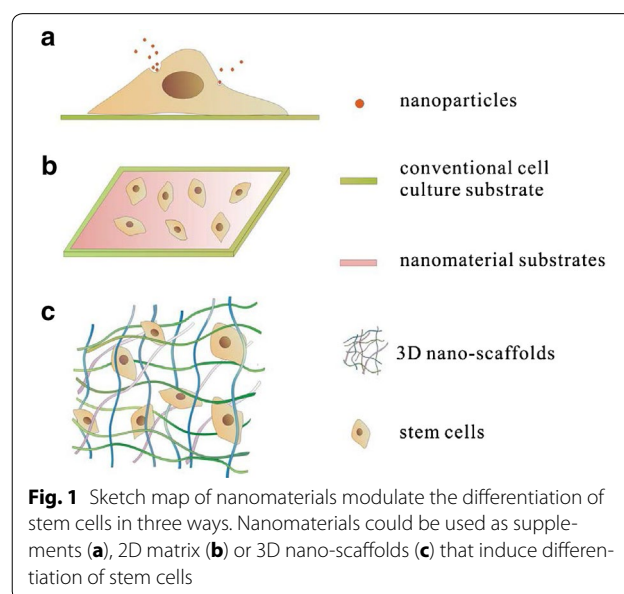 a
nanoparticles
b
conventional cell
culture substrate
nanomaterial substrates
c
3D nano-scaffolds
stem cells
Fig. 1 Sketch map of nanomaterials modulate the differentiation of
stem cells in three ways. Nanomaterials could be used as supple-
ments (a), 2D matrix (b) or 3D nano-scaffolds (c) that induce differen-
tiation of stem cells